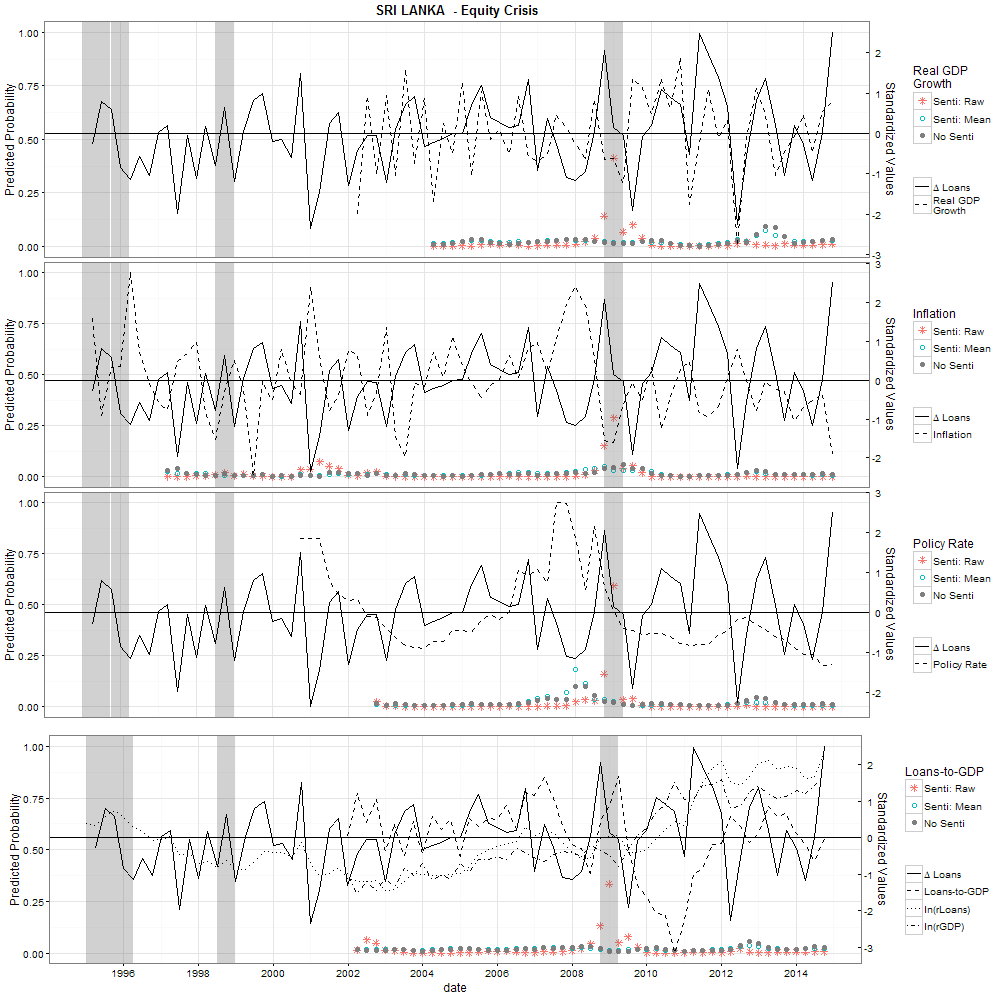 SRI LANKA - Equity Crisis
Predicted Probability
1.00
0.75
0.50
0.25
0.00
2
1
0
-1
-2
-3
Standardized Values
Real GDP
Growth
Senti: Raw
Senti: Mean
No Senti
Δ Loans
Real GDP
Growth
Predicted Probability
1.00
0.75
0.50
0.25
0.00
3
2
1
0
-1
-2
Standardized Values
Inflation
Senti: Raw
Senti: Mean
No Senti
Δ Loans
Inflation
Predicted Probability
1.00
0.75
0.50
0.25
0.00
3
2
1
0
-1
-2
Standardized Values
Policy Rate
Senti: Raw
Senti: Mean
No Senti
Δ Loans
Policy Rate
Predicted Probability
1.00
0.75
0.50
0.25
0.00
2
1
0
-1
-2
-3
Standardized Values
Loans-to-GDP
Senti: Raw
Senti: Mean
No Senti
Δ Loans
Loans-to-GDP
ln(rLoans)
ln(rGDP)
1996 1998 2000 2002 2004 2006 2008 2010 2012 2014
date